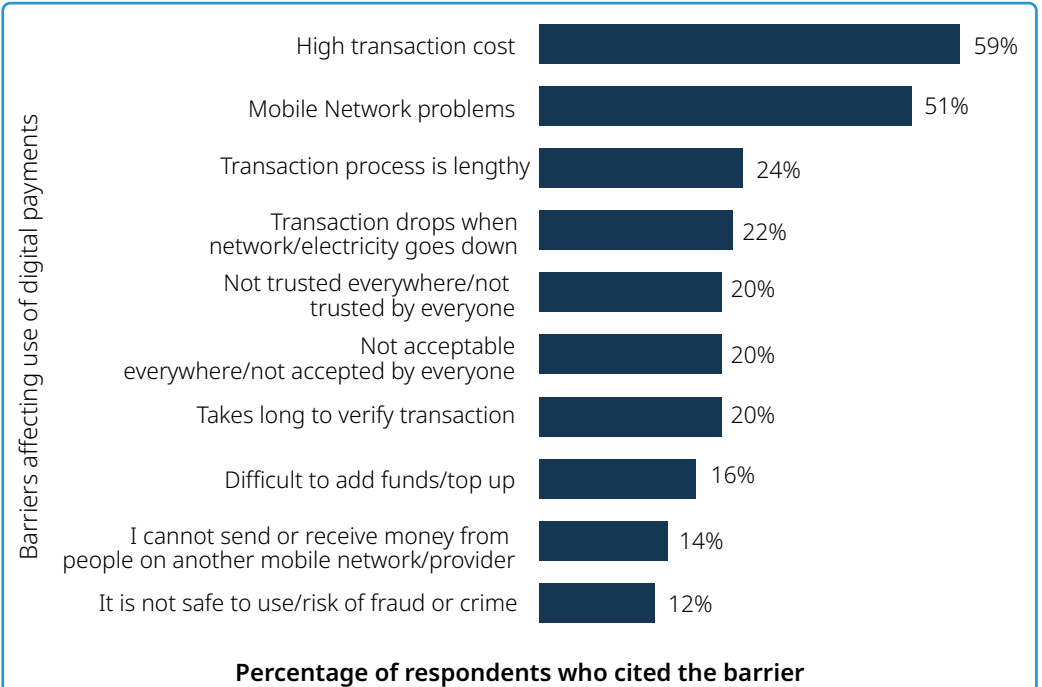 Barriers affecting use of digital payments
High transaction cost
59%
Mobile Network problems
51%
Transaction process is lengthy
24%
Transaction drops when
network/electricity goes down
22%
Not trusted everywhere/not
trusted by everyone
20%
Not acceptable
everywhere/not accepted by everyone
20%
Takes long to verify transaction
20%
Difficult to add funds/top up
16%
I cannot send or receive money from
people on another mobile network/provider
14%
It is not safe to use/risk of fraud or crime
12%
Percentage of respondents who cited the barrier